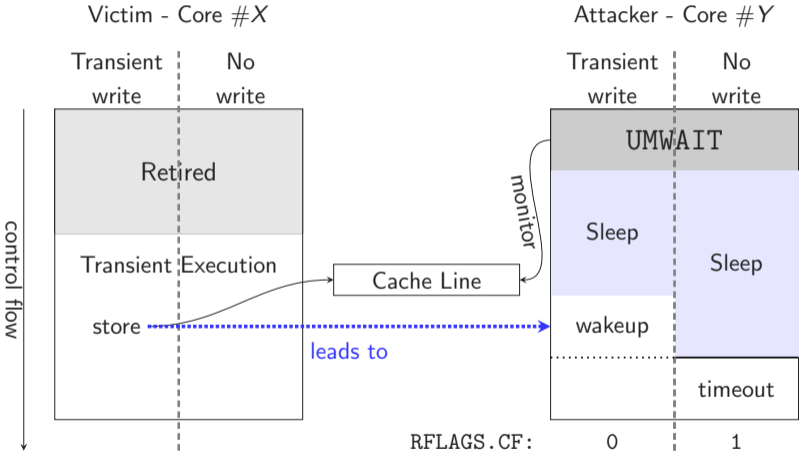 Victim - Core #X
Attacker - Core #Y
Transient write
No write
Transient write
No write
UMWAIT
Retired
monitor
Sleep
Sleep
control flow
Transient Execution
Cache Line
store
wakeup
leads to
timeout
RFLAGS.CF: 0 1